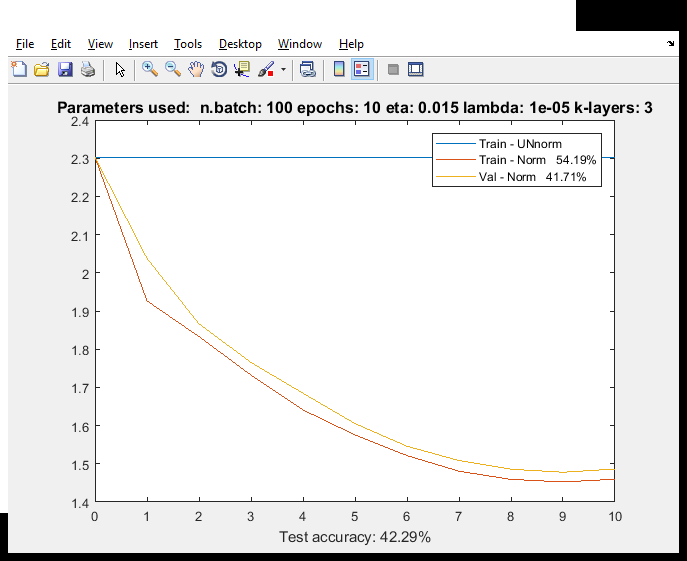 File Edit View Insert Tools Desktop Window Help
Parameters used:  n.batch: 100 epochs: 10 eta: 0.015 lambda: 1e-05 k-layers: 3
2.4
2.3
2.2
2.1
2
1.9
1.8
1.7
1.6
1.5
1.4
Train - UNnorm
Train - Norm   54.19%
Val - Norm   41.71%
0 1 2 3 4 5 6 7 8 9 10
Test accuracy: 42.29%